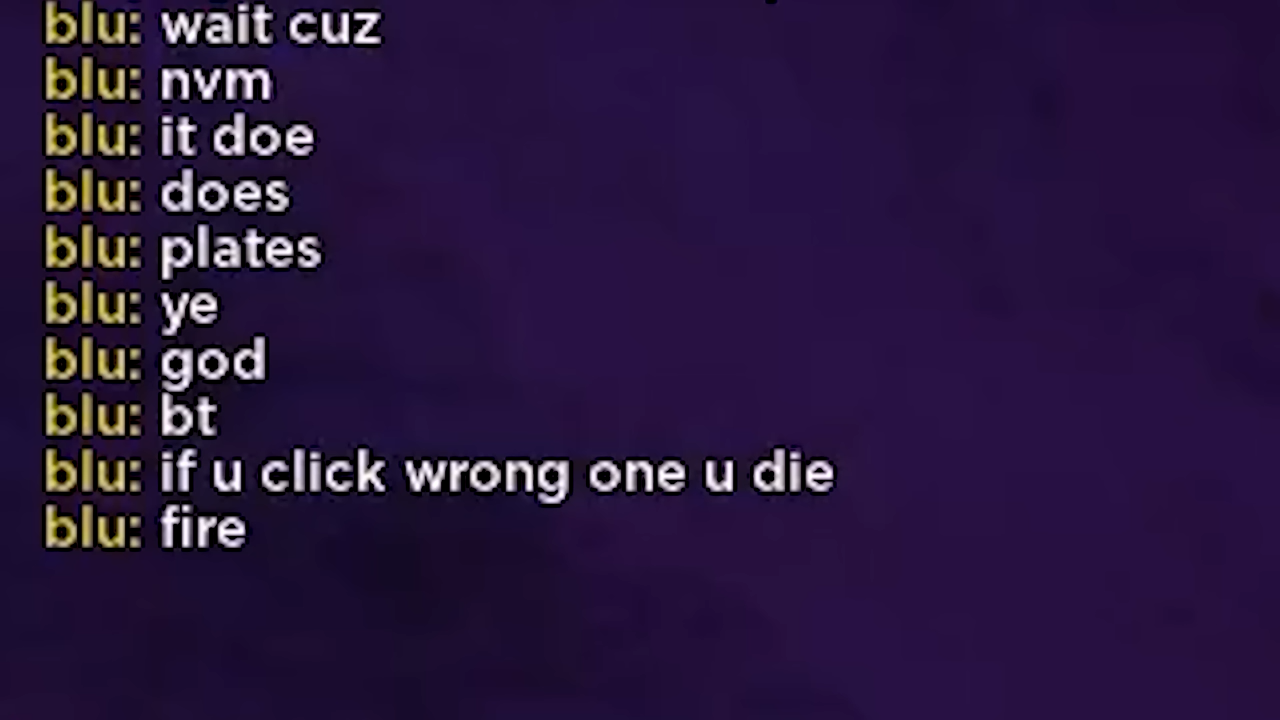 blu: wait cuz
blu: nvm
blu: it doe
blu: does
blu: plates
blu: ye
blu: god
blu: bt
blu: if u click wrong one u die
blu: fire